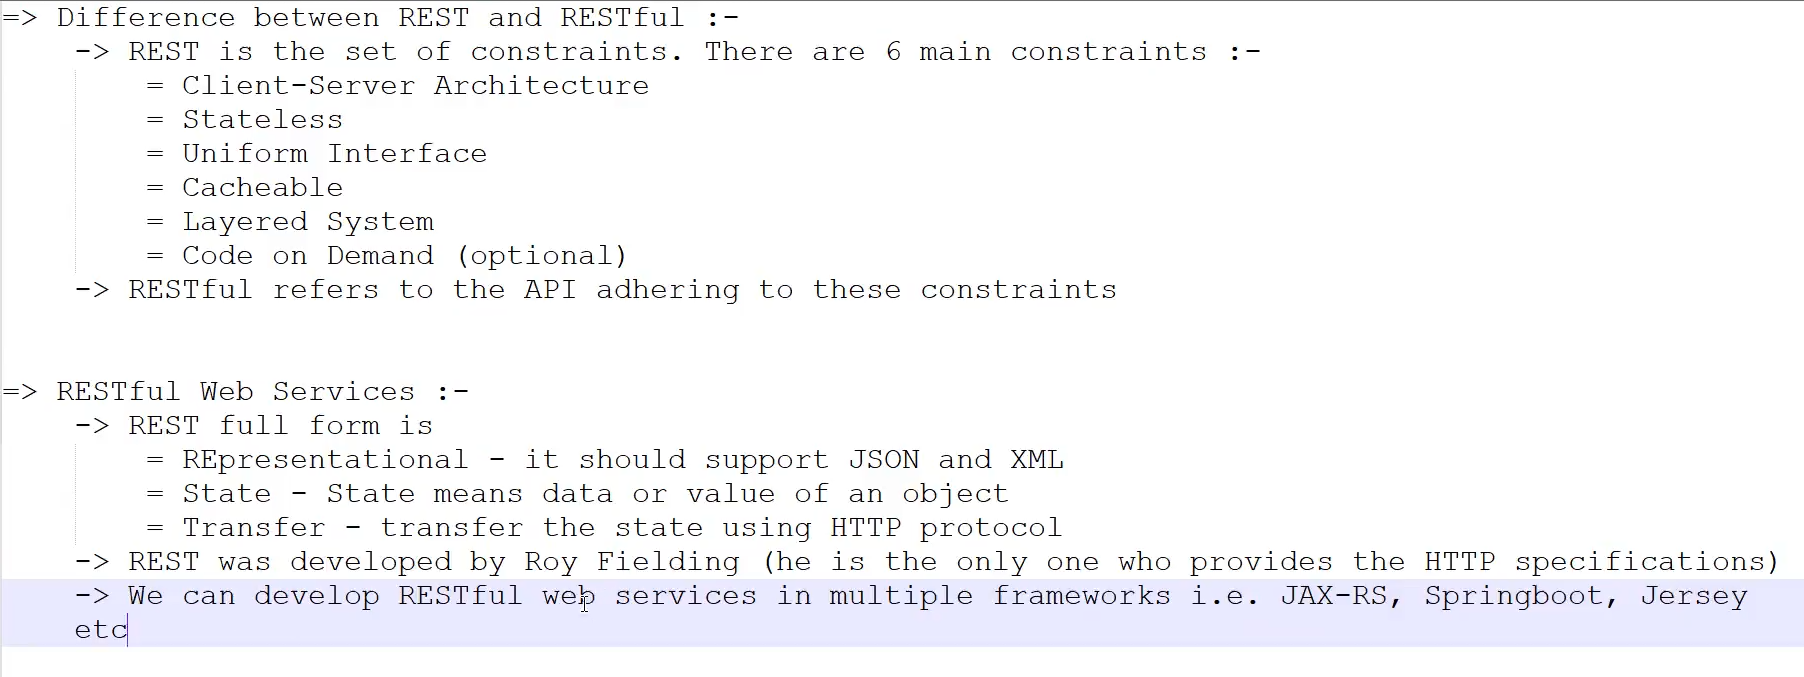 => Difference between REST and RESTful :-
-> REST is the set of constraints. There are 6 main constraints :-
= Client-Server Architecture
= Stateless
= Uniform Interface
= Cacheable
= Layered System
= Code on Demand (optional)
-> RESTful refers to the API adhering to these constraints
=> RESTful Web Services :-
-> REST full form is
= REpresentational - it should support JSON and XML
= State - State means data or value of an object
= Transfer - transfer the state using HTTP protocol
-> REST was developed by Roy Fielding (he is the only one who provides the HTTP specifications)
-> We can develop RESTful web services in multiple frameworks i.e. JAX-RS, Springboot, Jersey
etc